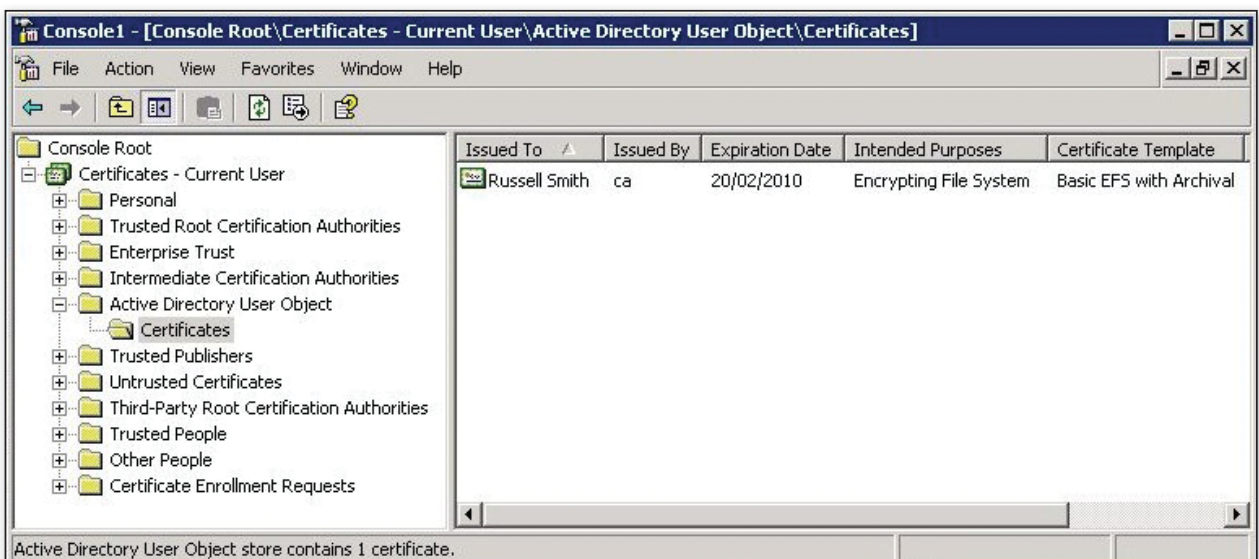 Console1 - [Console Root\Certificates - Current User\Active Directory User Object\Certificates]
File Action View Favorites Window Help
Console Root
Certificates - Current User
Personal
Trusted Root Certification Authorities
Enterprise Trust
Intermediate Certification Authorities
Active Directory User Object
Certificates
Trusted Publishers
Untrusted Certificates
Third-Party Root Certification Authorities
Trusted People
Other People
Certificate Enrollment Requests
Issued To Issued By Expiration Date Intended Purposes Certificate Template
Russell Smith ca 20/02/2010 Encrypting File System Basic EFS with Archival
Active Directory User Object store contains 1 certificate.